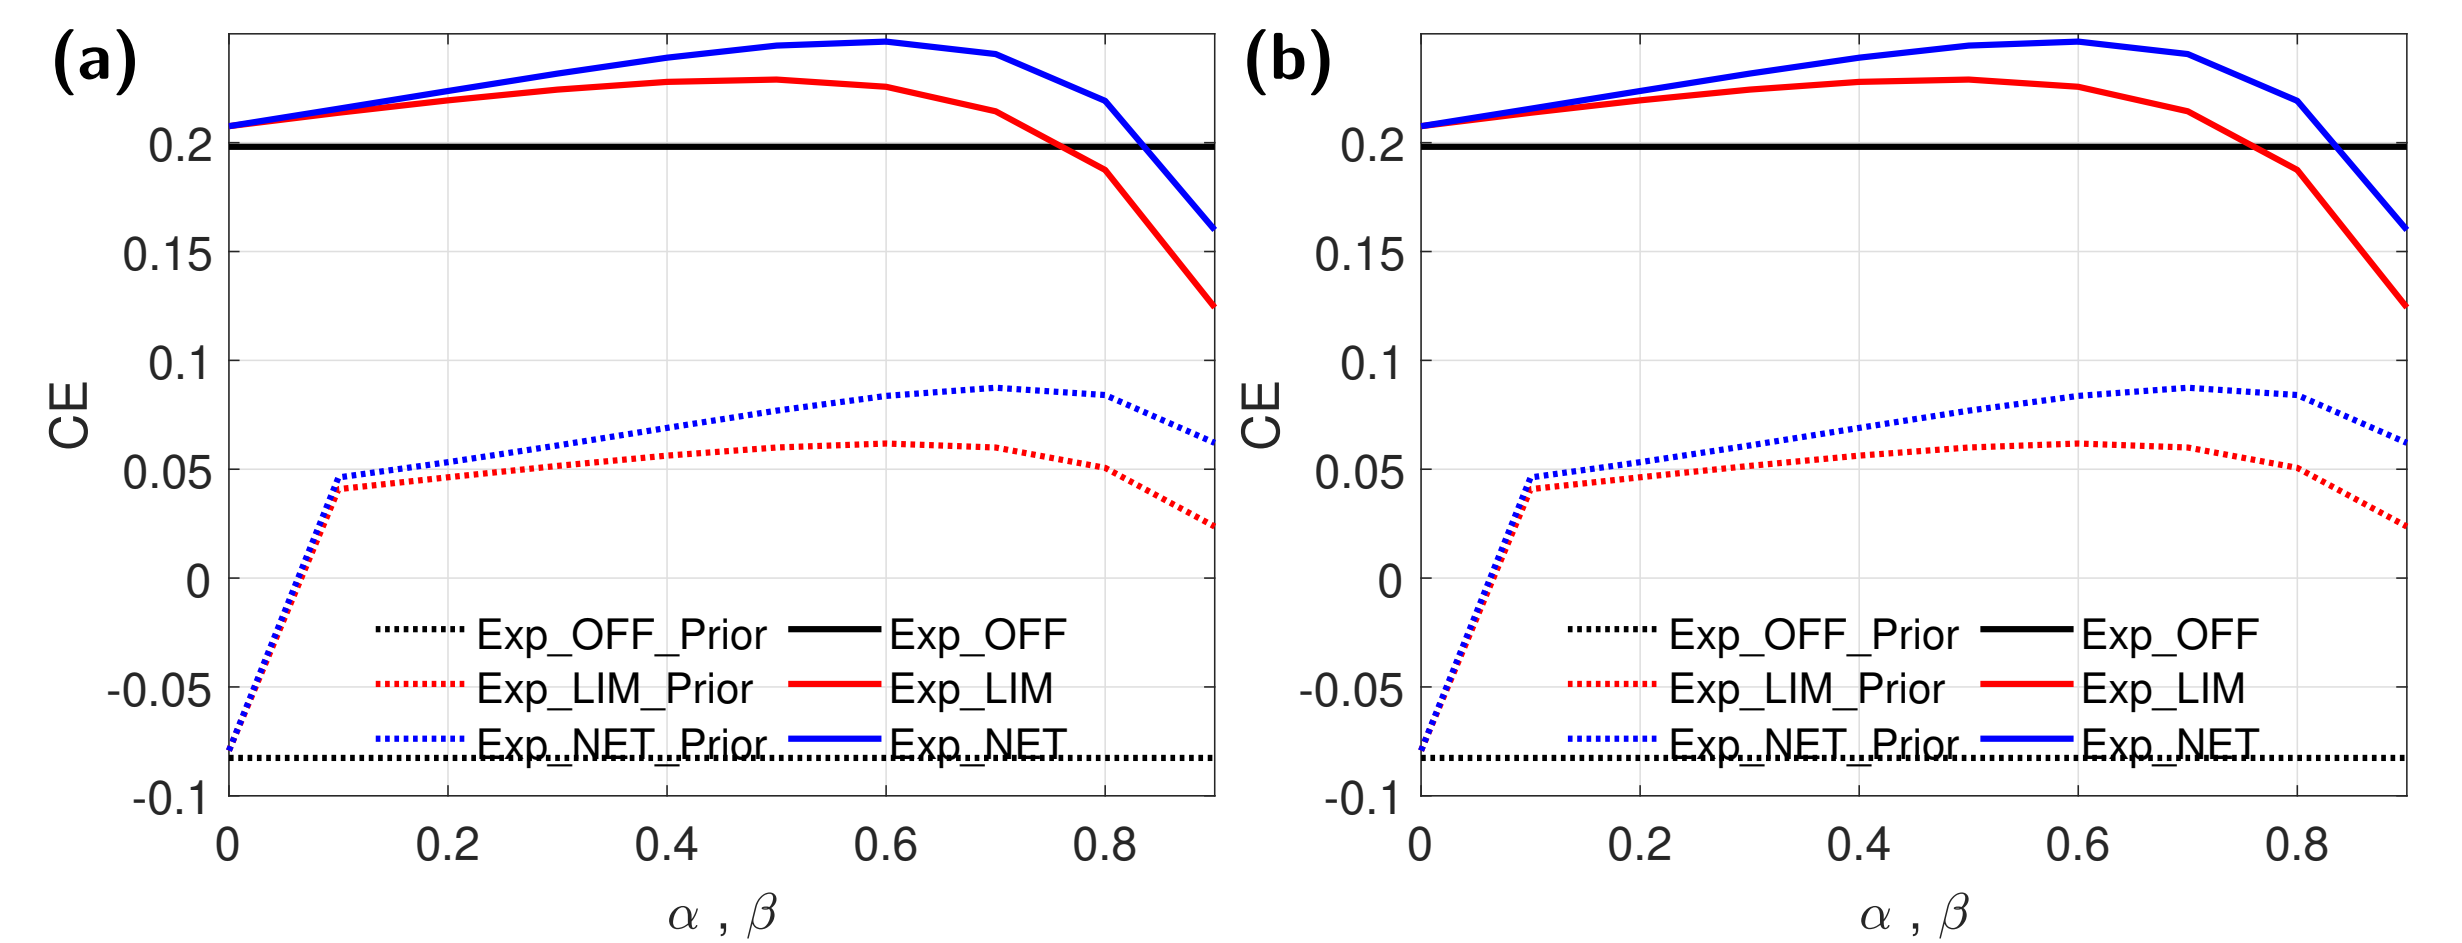 (a)
CE
0.2
0.15
0.1
0.05
0
-0.05
-0.1
Exp_OFF_Prior Exp_OFF
Exp_LIM_Prior Exp_LIM
Exp_NET_Prior Exp_NET
0 0.2 0.4 0.6 0.8
α , β
(b)
CE
0.2
0.15
0.1
0.05
0
-0.05
-0.1
Exp_OFF_Prior Exp_OFF
Exp_LIM_Prior Exp_LIM
Exp_NET_Prior Exp_NET
0 0.2 0.4 0.6 0.8
α , β